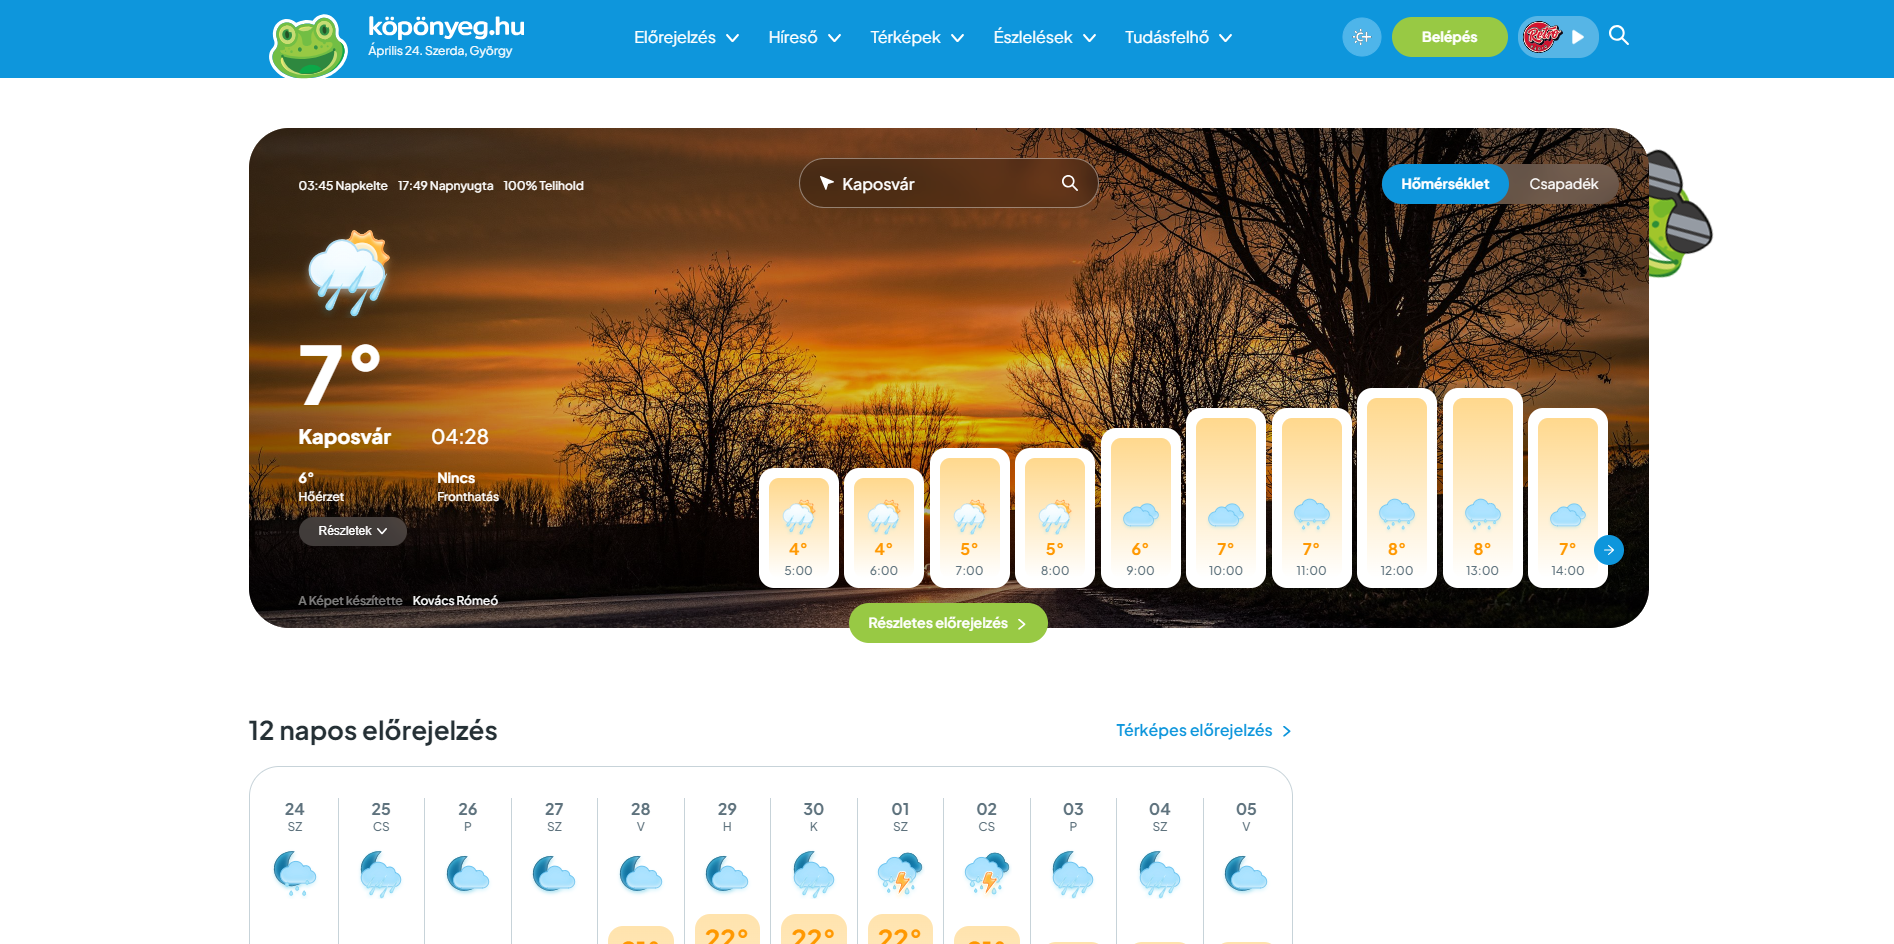 köpönyeg.hu
Április 24. Szerda, György
Előrejelzés
Híreső
Térképek
Észlelések
Tudásfelhő
Belépés
Retro
03:45 Napkelte 17:49 Napnyugta 100% Telihold
Kaposvár
Hőmérséklet
Csapadék
7°
Kaposvár 04:28
6° Nincs
Hőérzet Fronthatás
Részletek
4° 4° 5° 5° 6° 7° 7° 8° 8° 7°
5:00 6:00 7:00 8:00 9:00 10:00 11:00 12:00 13:00 14:00
A Képet készítette Kovács Rómeó
Részletes előrejelzés
12 napos előrejelzés
Térképes előrejelzés
24 25 26 27 28 29 30 01 02 03 04 05
SZ CS P SZ V H K SZ CS P SZ V
22° 22° 22°